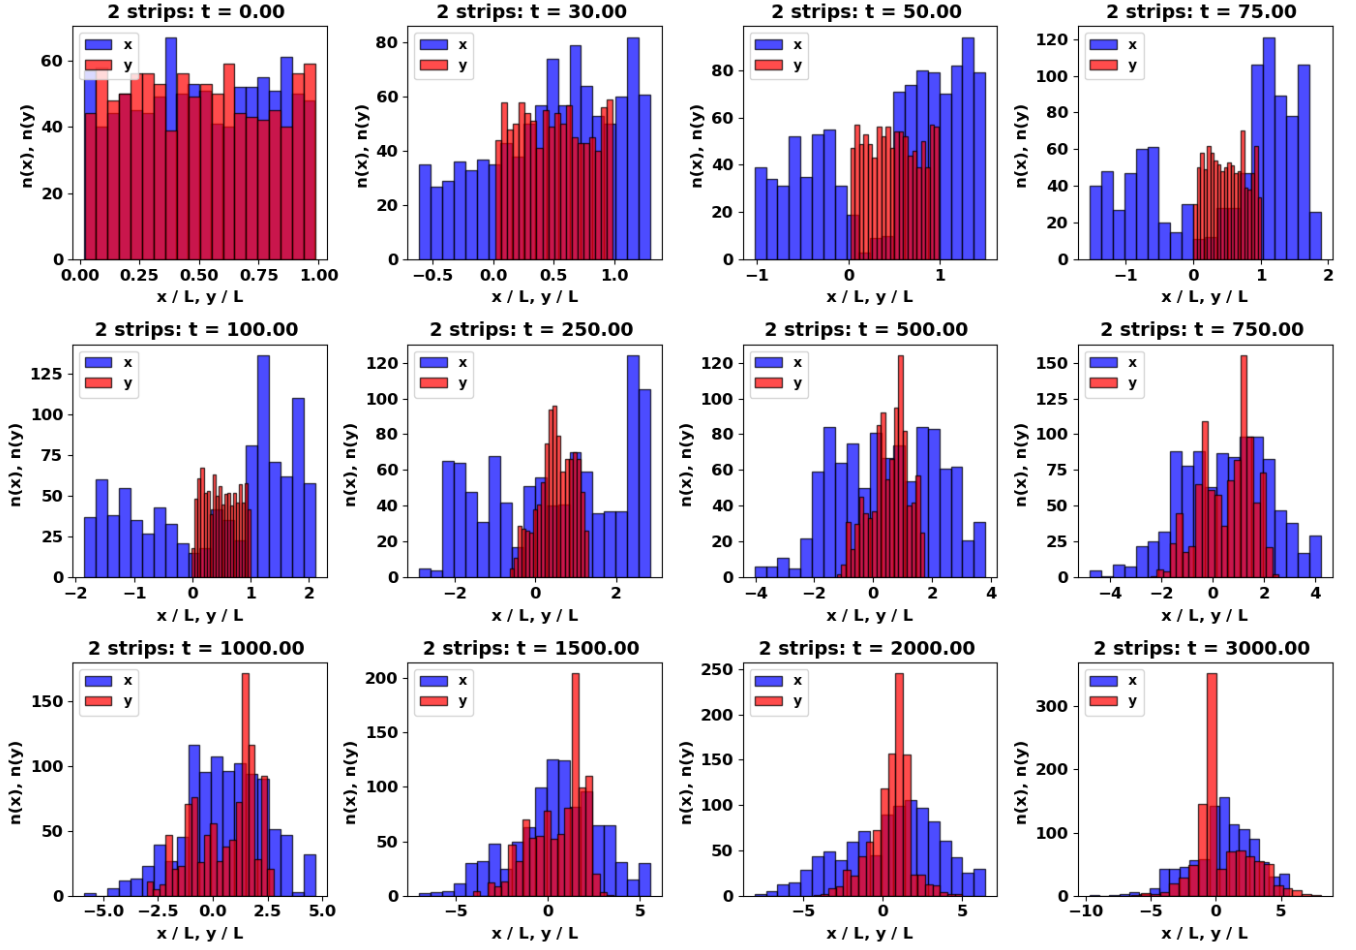 2 strips: t = 0.00
n(x), n(y)
60
40
20
0
x
y
0.00 0.25 0.50 0.75 1.00
x / L, y / L
2 strips: t = 30.00
n(x), n(y)
80
60
40
20
0
x
y
−0.5 0.0 0.5 1.0
x / L, y / L
2 strips: t = 50.00
n(x), n(y)
80
60
40
20
0
x
y
−1 0 1
x / L, y / L
2 strips: t = 75.00
n(x), n(y)
120
100
80
60
40
20
0
x
y
−1 0 1 2
x / L, y / L
2 strips: t = 100.00
n(x), n(y)
125
100
75
50
25
0
x
y
−2 −1 0 1 2
x / L, y / L
2 strips: t = 250.00
n(x), n(y)
120
100
80
60
40
20
0
x
y
−2 0 2
x / L, y / L
2 strips: t = 500.00
n(x), n(y)
120
100
80
60
40
20
0
x
y
−4 −2 0 2 4
x / L, y / L
2 strips: t = 750.00
n(x), n(y)
150
125
100
75
50
25
0
x
y
−4 −2 0 2 4
x / L, y / L
2 strips: t = 1000.00
n(x), n(y)
150
100
50
0
x
y
−5.0 −2.5 0.0 2.5 5.0
x / L, y / L
2 strips: t = 1500.00
n(x), n(y)
200
150
100
50
0
x
y
−5 0 5
x / L, y / L
2 strips: t = 2000.00
n(x), n(y)
250
200
150
100
50
0
x
y
−5 0 5
x / L, y / L
2 strips: t = 3000.00
n(x), n(y)
300
200
100
0
x
y
−10 −5 0 5
x / L, y / L